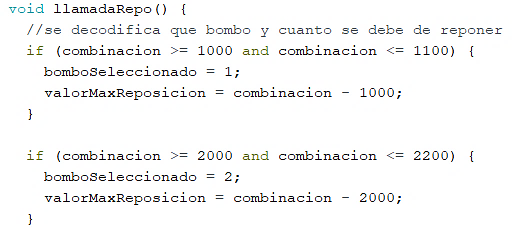 void llamadaRepo() {
//se decodifica que bombo y cuanto se debe de reponer
if (combinacion >= 1000 and combinacion <= 1100) {
bomboSeleccionado = 1;
valorMaxReposicion = combinacion - 1000;
}
if (combinacion >= 2000 and combinacion <= 2200) {
bomboSeleccionado = 2;
valorMaxReposicion = combinacion - 2000;
}